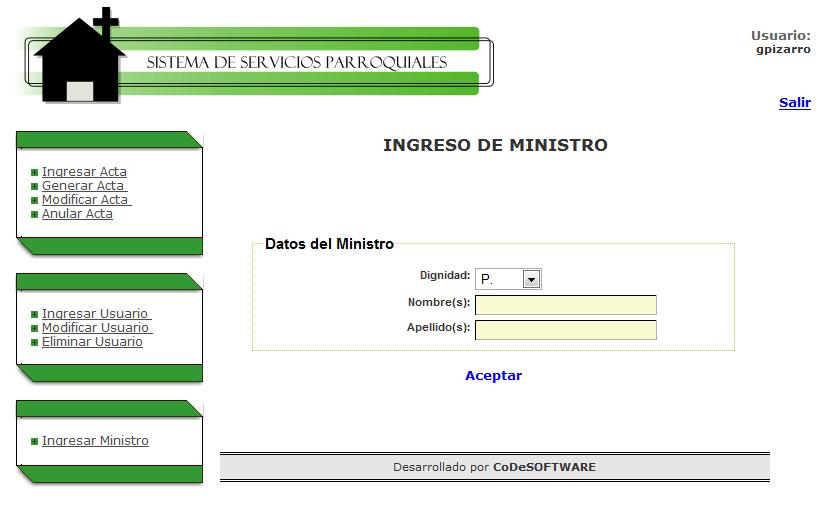 SISTEMA DE SERVICIOS PARROQUIALES
Usuario:
gpizarro
Salir
Ingresar Acta
Generar Acta
Modificar Acta
Anular Acta
Ingresar Usuario
Modificar Usuario
Eliminar Usuario
Ingresar Ministro
INGRESO DE MINISTRO
Datos del Ministro
Dignidad: P.
Nombre(s):
Apellido(s):
Aceptar
Desarrollado por CoDeSOFTWARE